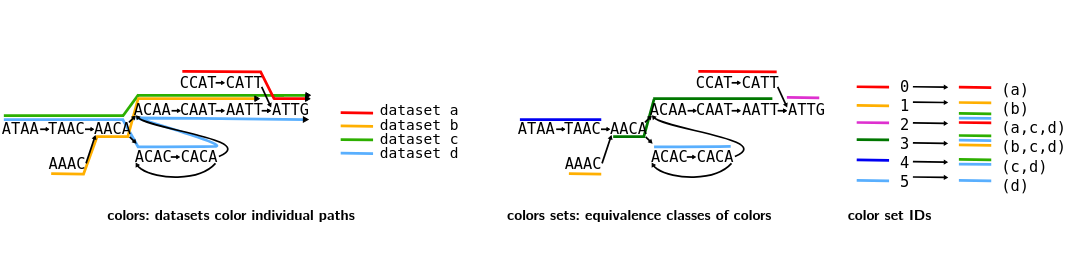 CCAT→CATT
ACAA→CAAT→AATT→ATTG
ATAA→TAAC→AACA
ACAC→CACA
AAAC
dataset a
dataset b
dataset c
dataset d
colors: datasets color individual paths
CCAT→CATT
ACAA→CAAT→AATT→ATTG
ATAA→TAAC→AACA
ACAC→CACA
AAAC
colors sets: equivalence classes of colors
0 → (a)
1 → (b)
2 → (a,c,d)
3 → (b,c,d)
4 → (c,d)
5 → (d)
color set IDs